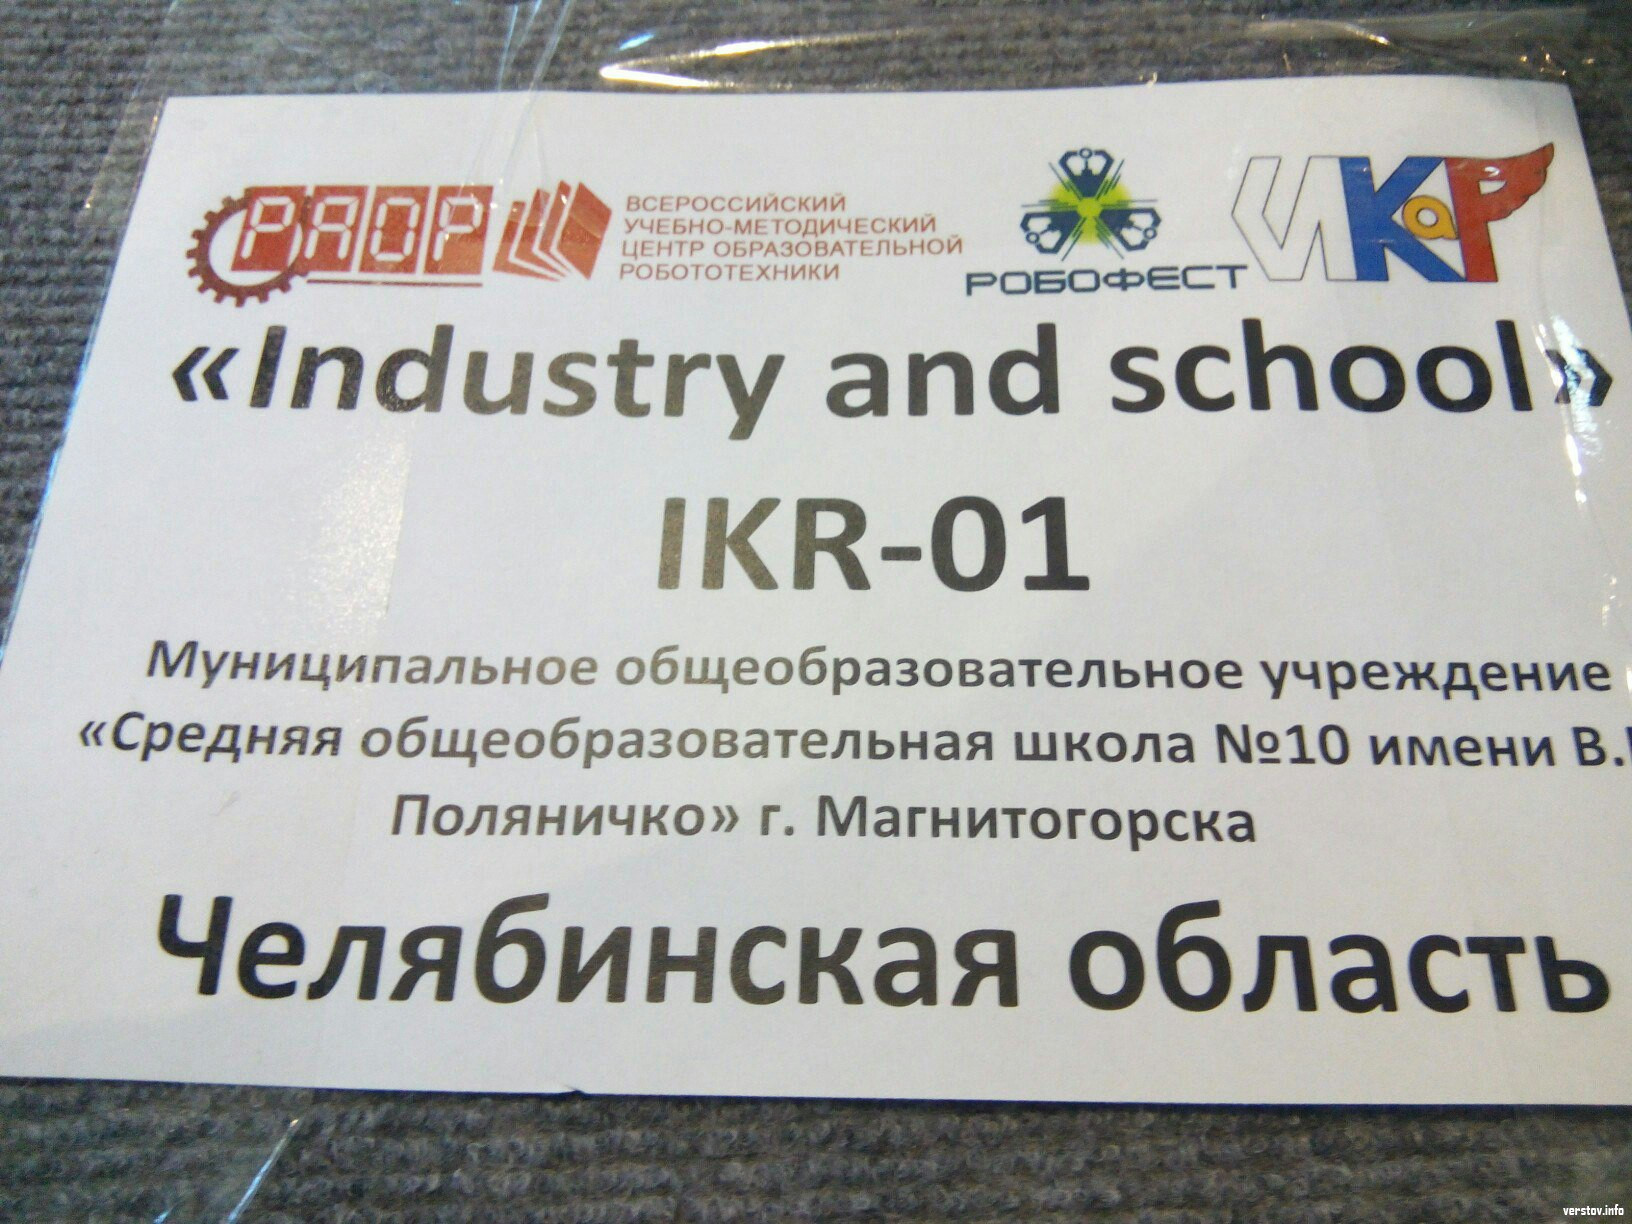 РАОР
ВСЕРОССИЙСКИЙ
УЧЕБНО-МЕТОДИЧЕСКИЙ
ЦЕНТР ОБРАЗОВАТЕЛЬНОЙ
РОБОТОТЕХНИКИ
РОБОФЕСТ
ИКаР
«Industry and school»
IKR-01
Муниципальное общеобразовательное учреждение
«Средняя общеобразовательная школа №10 имени В.
Поляничко» г. Магнитогорска
Челябинская область
verstov.info